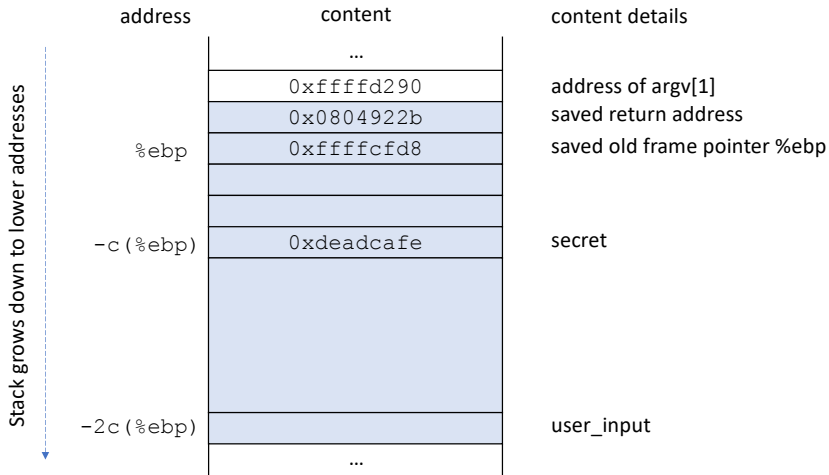 address content content details
...
0xffffd290 address of argv[1]
0x0804922b saved return address
%ebp 0xffffcfd8 saved old frame pointer %ebp
-c(%ebp) 0xdeadcafe secret
-2c(%ebp) user_input
...
Stack grows down to lower addresses